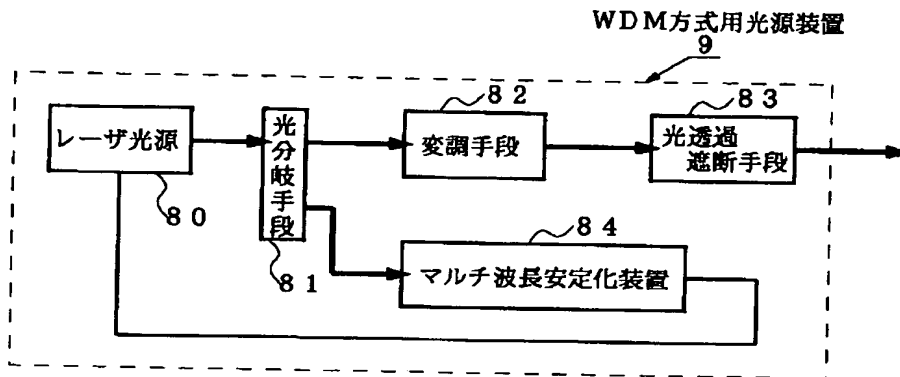 WDM方式用光源装置
9
82
83
レーザ光源
光分岐手段
変調手段
光透過
遮断手段
80
84
81
マルチ波長安定化装置